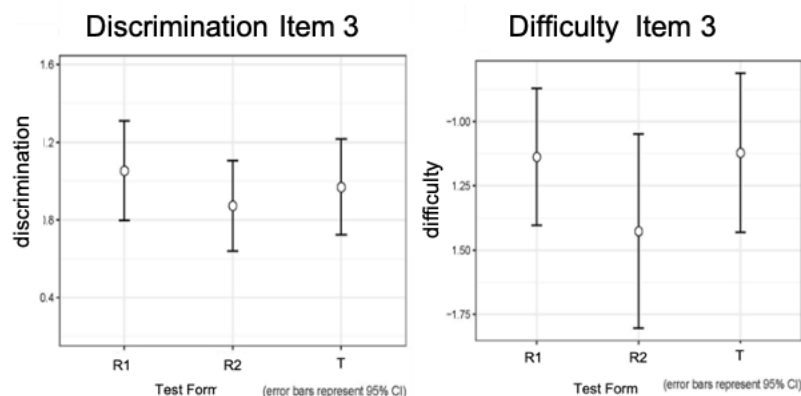 Discrimination Item 3
1.6
1.2
0.8
0.4
discrimination
R1 R2 T
Test Form (error bars represent 95% CI)
Difficulty Item 3
−1.00
1.25
1.50
−1.75
difficulty
R1 R2 T
Test Form (error bars represent 95% CI)